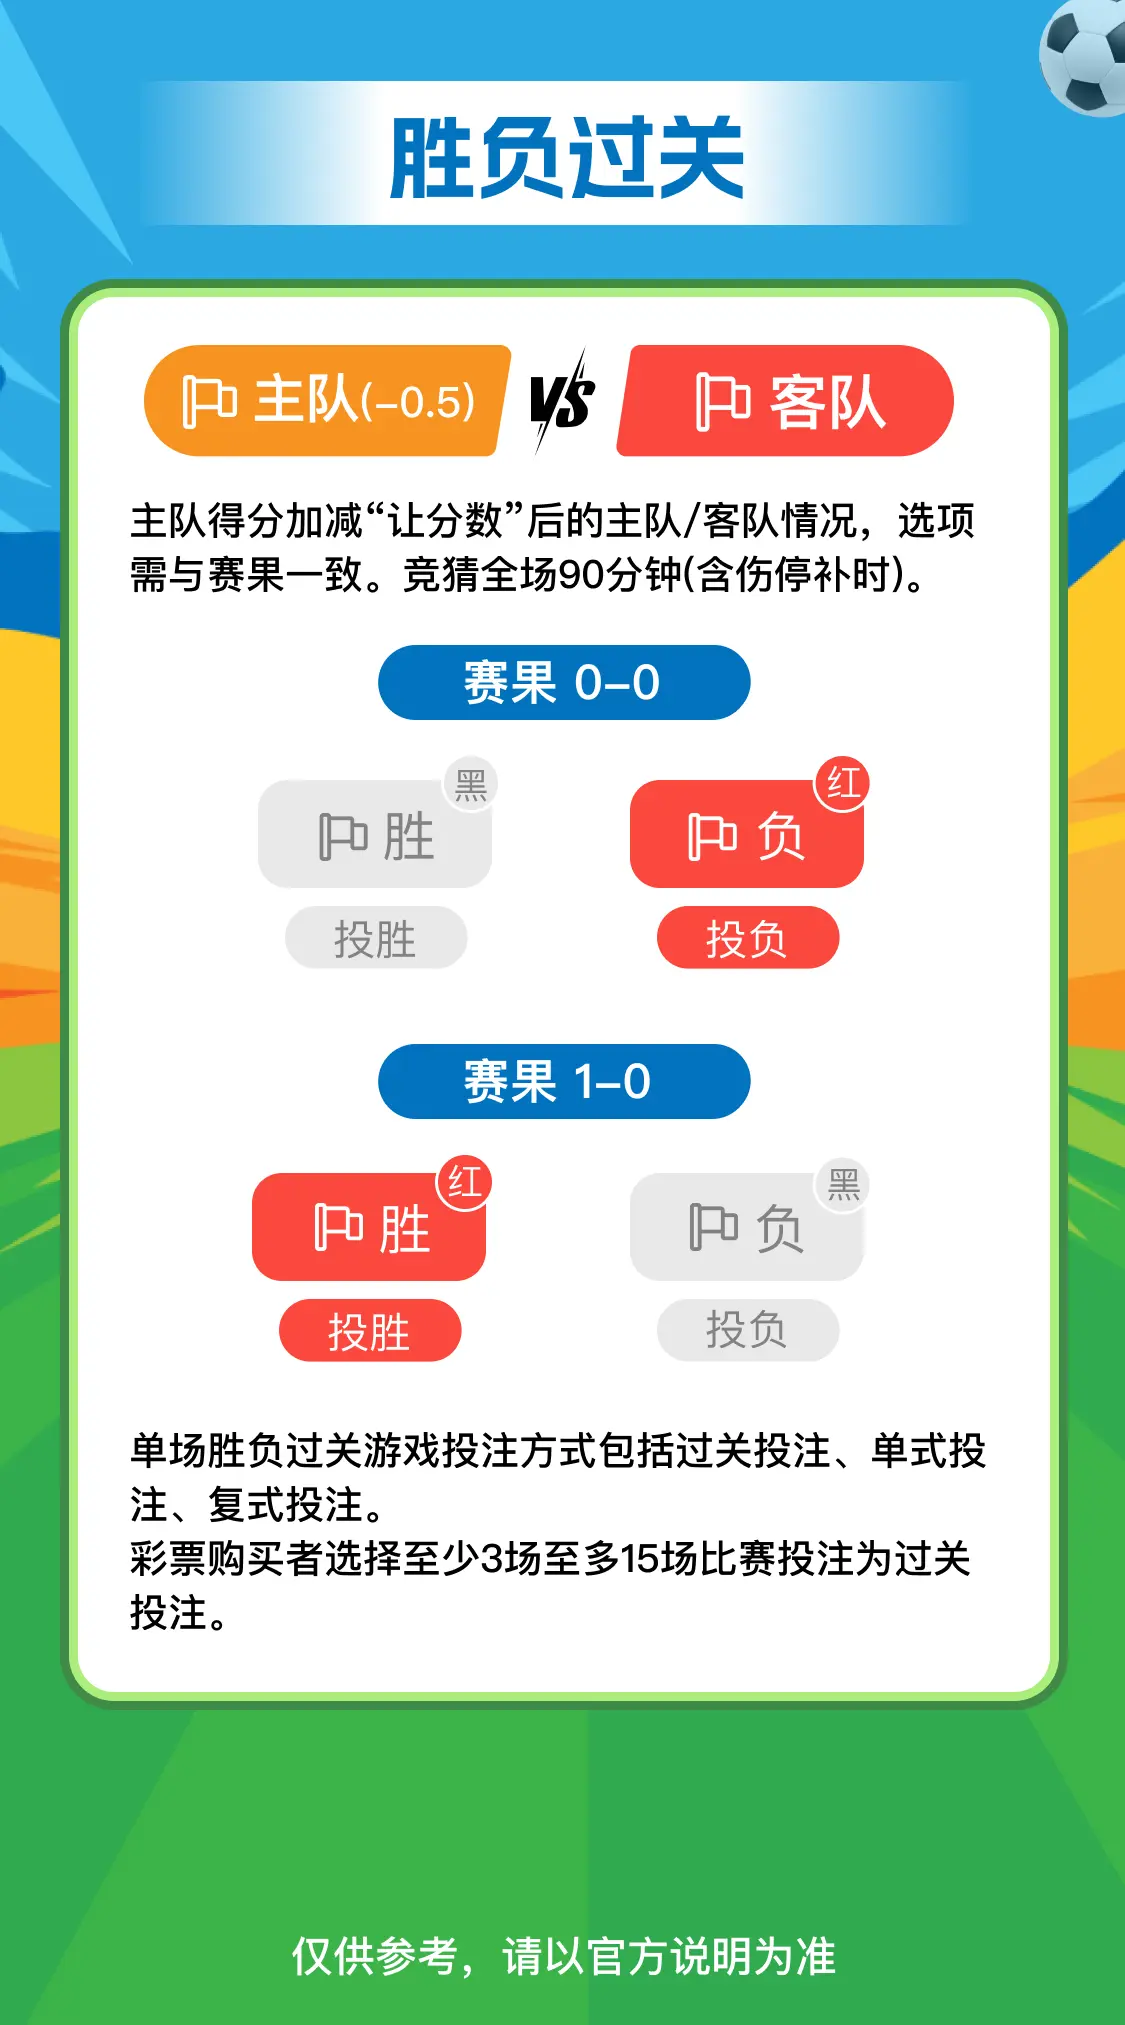 胜负过关
主队(-0.5) VS 客队
主队得分加减“让分数”后的主队/客队情况，选项
需与赛果一致。竞猜全场90分钟(含伤停补时)。
赛果 0-0
黑 红
胜 负
投胜 投负
赛果 1-0
红 黑
胜 负
投胜 投负
单场胜负过关游戏投注方式包括过关投注、单式投
注、复式投注。
彩票购买者选择至少3场至多15场比赛投注为过关
投注。
仅供参考，请以官方说明为准